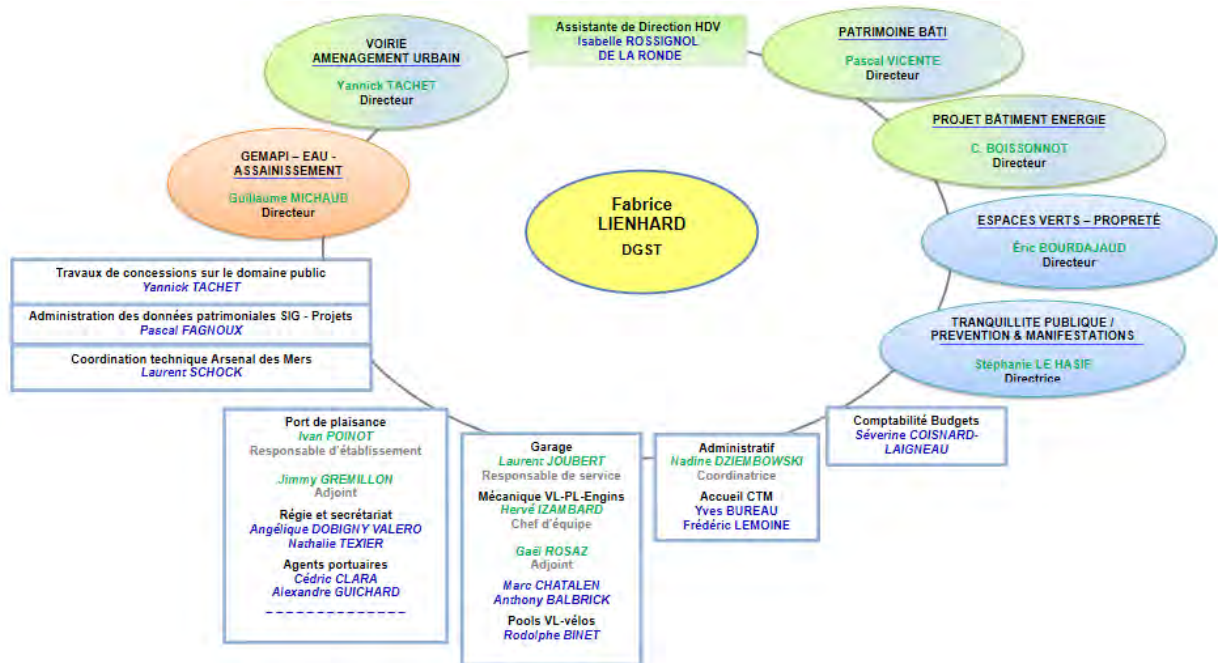 Assistante de Direction HDV
Isabelle ROSSIGNOL
DE LA RONDE
VOIRIE
AMENAGEMENT URBAIN
Yannick TACHET
Directeur
PATRIMOINE BÂTI
Pascal VICENTE
Directeur
PROJET BÂTIMENT ENERGIE
C. BOISSONNOT
Directeur
GEMAPI – EAU -
ASSAINISSEMENT
Guillaume MICHAUD
Directeur
Fabrice
LIENHARD
DGST
ESPACES VERTS – PROPRETÉ
Éric BOURDAJAUD
Directeur
TRANQUILLITE PUBLIQUE /
PREVENTION & MANIFESTATIONS
Stéphanie LE HASIF
Directrice
Travaux de concessions sur le domaine public
Yannick TACHET
Administration des données patrimoniales SIG - Projets
Pascal FAGNOUX
Coordination technique Arsenal des Mers
Laurent SCHOCK
Port de plaisance
Ivan POINOT
Responsable d'établissement
Jimmy GREMILLON
Adjoint
Régie et secrétariat
Angélique DOBIGNY VALERO
Nathalie TEXIER
Agents portuaires
Cédric CLARA
Alexandre GUICHARD
Garage
Laurent JOUBERT
Responsable de service
Mécanique VL-PL-Engins
Hervé IZAMBARD
Chef d'équipe
Gaël ROSAZ
Adjoint
Marc CHATALEN
Anthony BALBRICK
Pools VL-vélos
Rodolphe BINET
Administratif
Nadine DZIEMBOWSKI
Coordinatrice
Accueil CTM
Yves BUREAU
Frédéric LEMOINE
Comptabilité Budgets
Séverine COISNARD-
LAIGNEAU